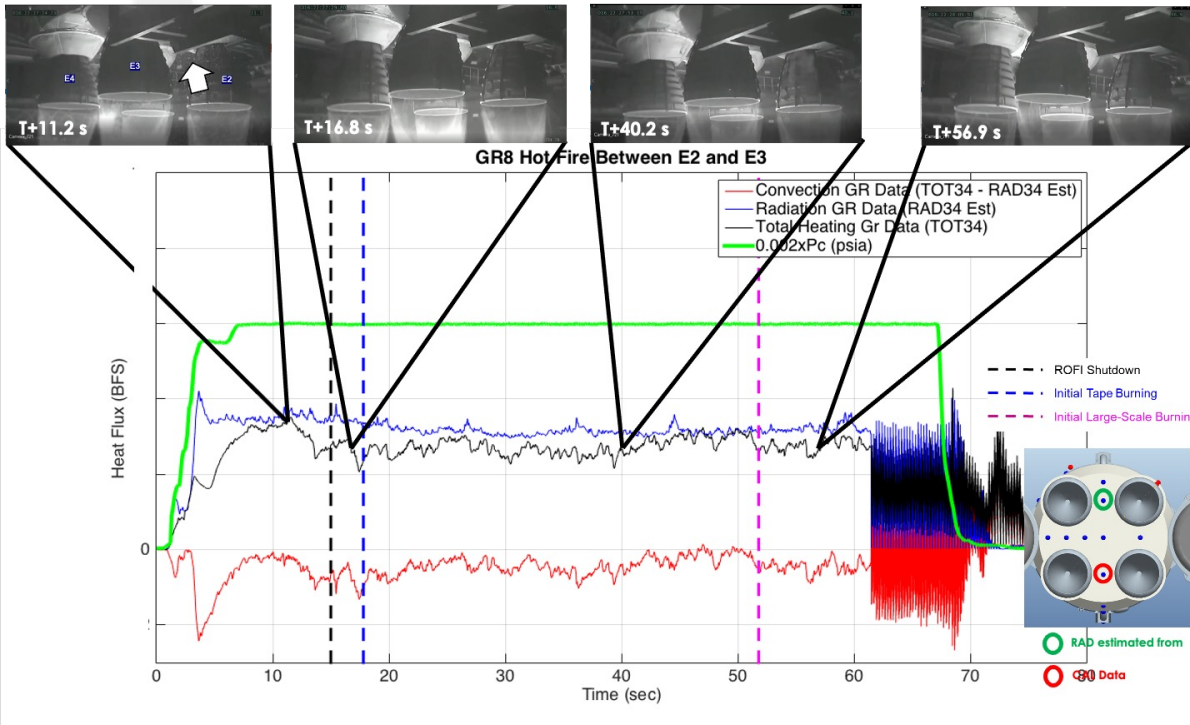 E4
E3
E2
T+11.2 s
T+16.8 s
T+40.2 s
T+56.9 s
GR8 Hot Fire Between E2 and E3
Convection GR Data (TOT34 - RAD34 Est)
Radiation GR Data (RAD34 Est)
Total Heating Gr Data (TOT34)
0.002xPc (psia)
Heat Flux (BFS)
0
ROFI Shutdown
Initial Tape Burning
Initial Large-Scale Burnin
RAD estimated from
Data
0 10 20 30 40 50 60 70 80
Time (sec)